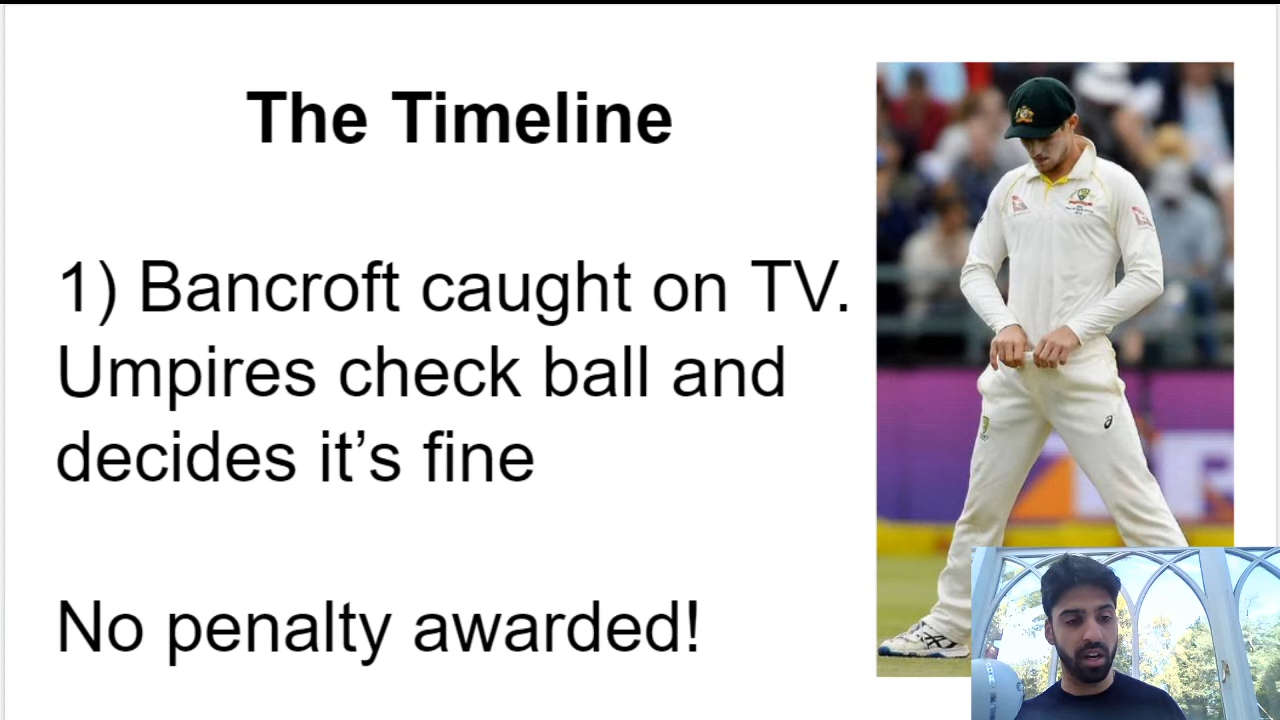 The Timeline
1) Bancroft caught on TV.
Umpires check ball and
decides it’s fine
No penalty awarded!